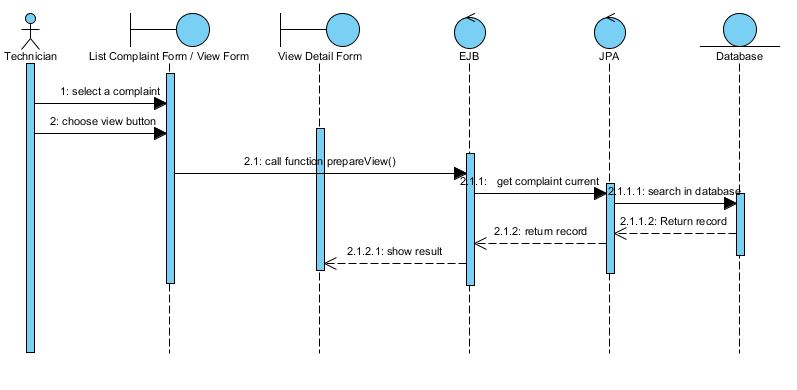 Technician
List Complaint Form / View Form
View Detail Form
EJB
JPA
Database
1: select a complaint
2: choose view button
2.1: call function prepareView()
2.1.1: get complaint current
2.1.1.1: search in database
2.1.1.2: Return record
2.1.2: return record
2.1.2.1: show result